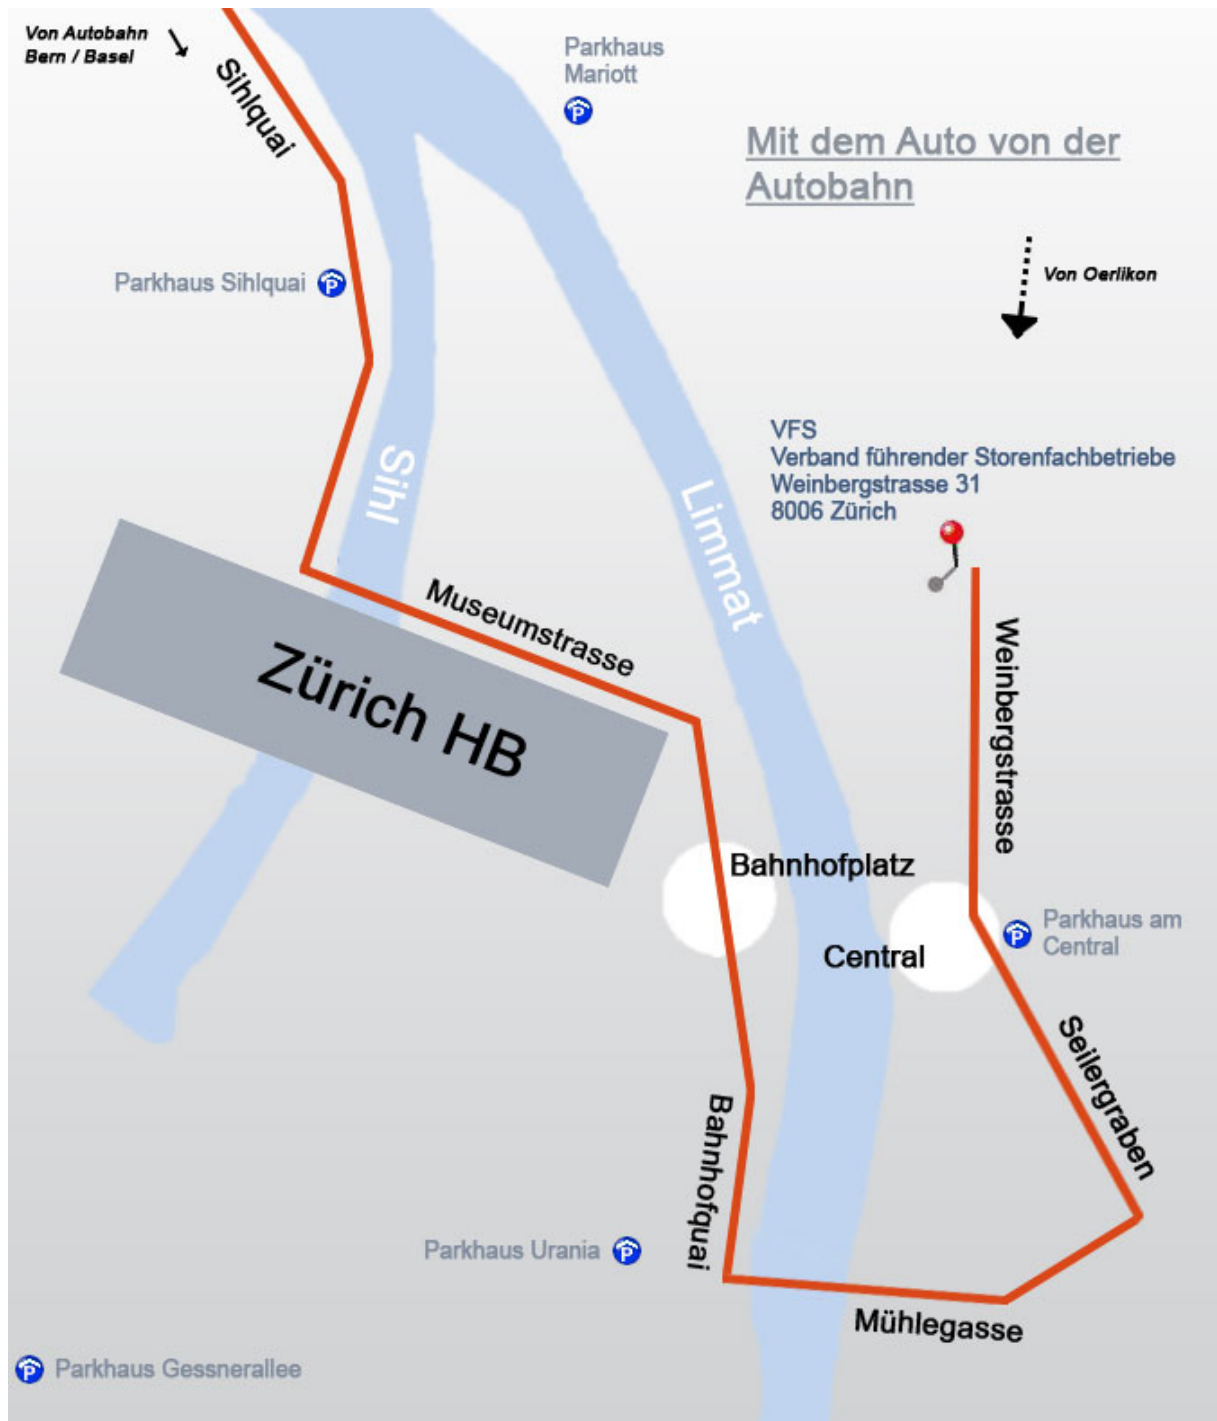 Von Autobahn
Bern / Basel
Sihlquai
Parkhaus
Mariott
P
Mit dem Auto von der
Autobahn
Von Oerlikon
Parkhaus Sihlquai
P
VFS
Verband führender Storenfachbetriebe
Weinbergstrasse 31
8006 Zürich
Sihl
Limmat
Museumstrasse
Weinbergstrasse
Zürich HB
Bahnhofplatz
Central
P
Parkhaus am
Central
Seilergraben
Bahnhofquai
Parkhaus Urania
P
Mühlegasse
P
Parkhaus Gessnerallee